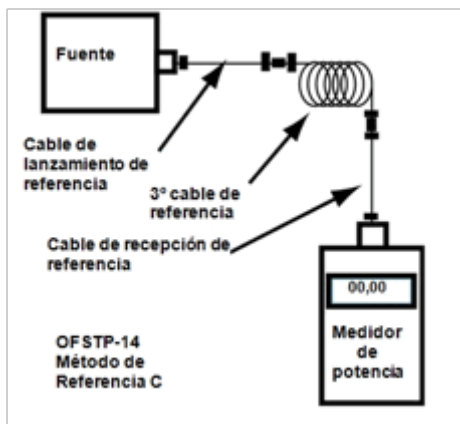 Fuente
Cable de
lanzamiento de
referencia
3º cable de
referencia
Cable de recepción de
referencia
00,00
Medidor
de
potencia
OFSTP-14
Método de
Referencia C